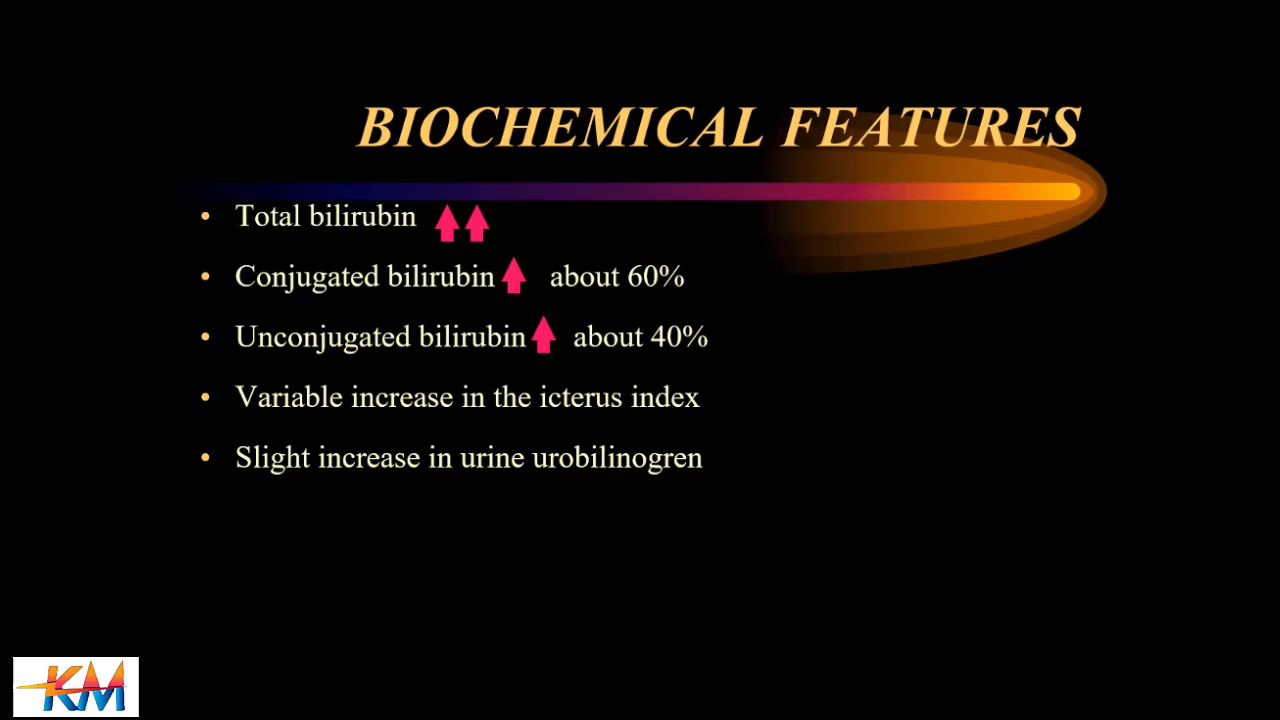 BIOCHEMICAL FEATURES
• Total bilirubin
• Conjugated bilirubin about 60%
• Unconjugated bilirubin about 40%
• Variable increase in the icterus index
• Slight increase in urine urobilinogren
KM